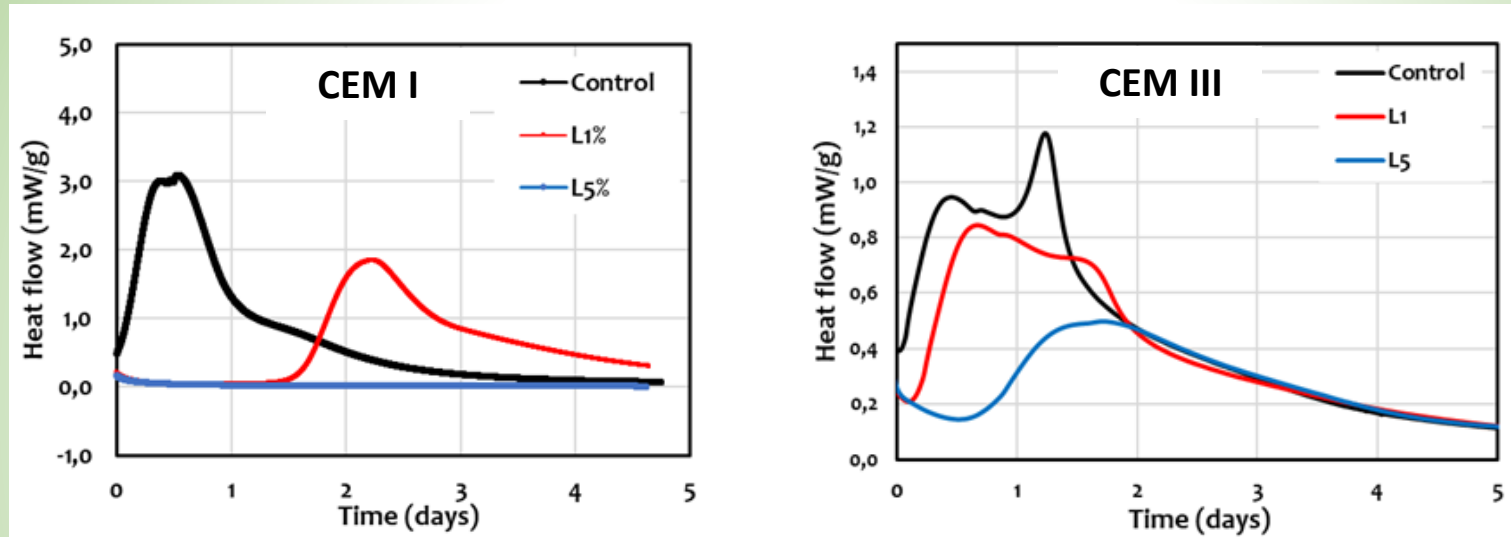 CEM I
Control
L1%
L5%
Heat flow (mW/g)
5,0
4,0
3,0
2,0
1,0
0,0
-1,0
0 1 2 3 4 5
Time (days)
CEM III
Control
L1
L5
Heat flow (mW/g)
1,4
1,2
1,0
0,8
0,6
0,4
0,2
0,0
0 1 2 3 4 5
Time (days)